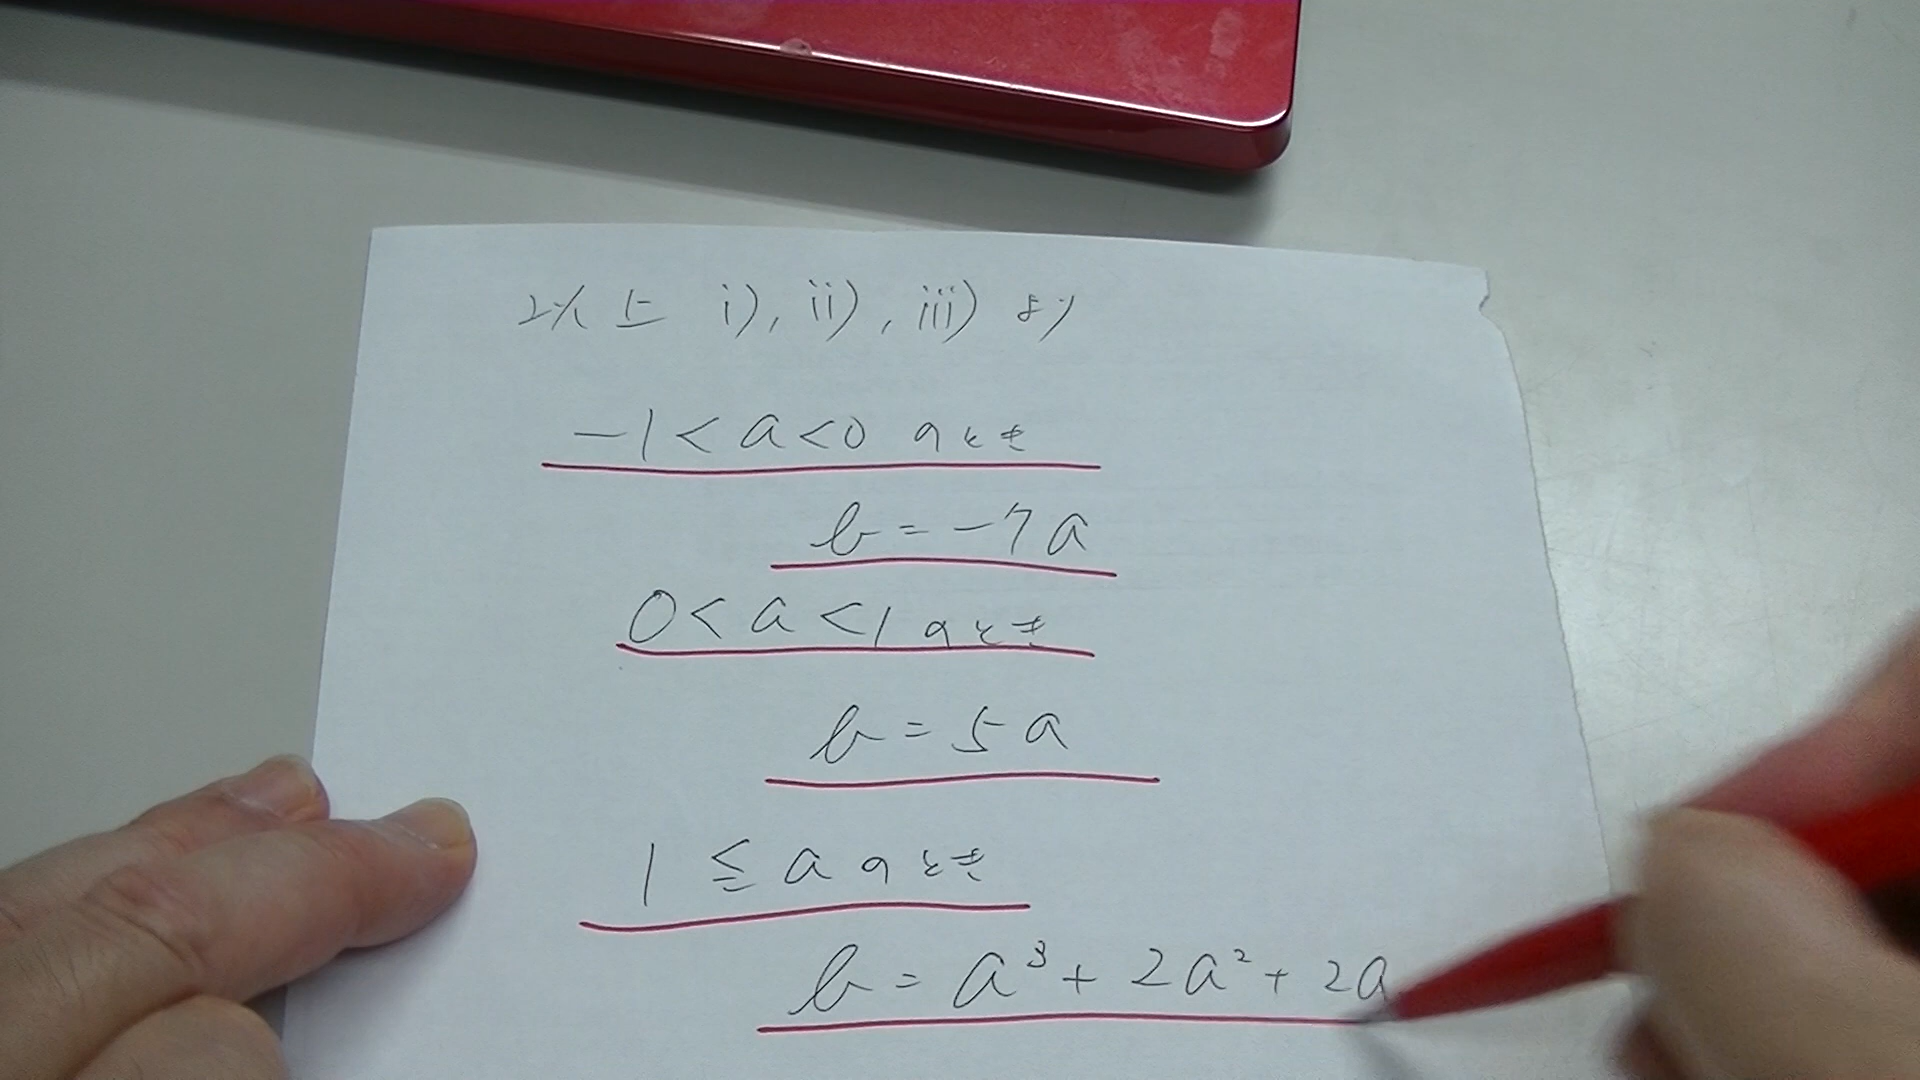 以上 i), ii), iii) より
-1 < a < 0 のとき
b = -7a
0 < a < 1 のとき
b = 5a
1 ≦ a のとき
b = a³ + 2a² + 2a